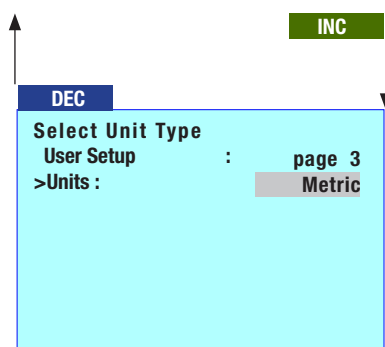 INC
DEC
Select Unit Type
User Setup : page 3
>Units : Metric